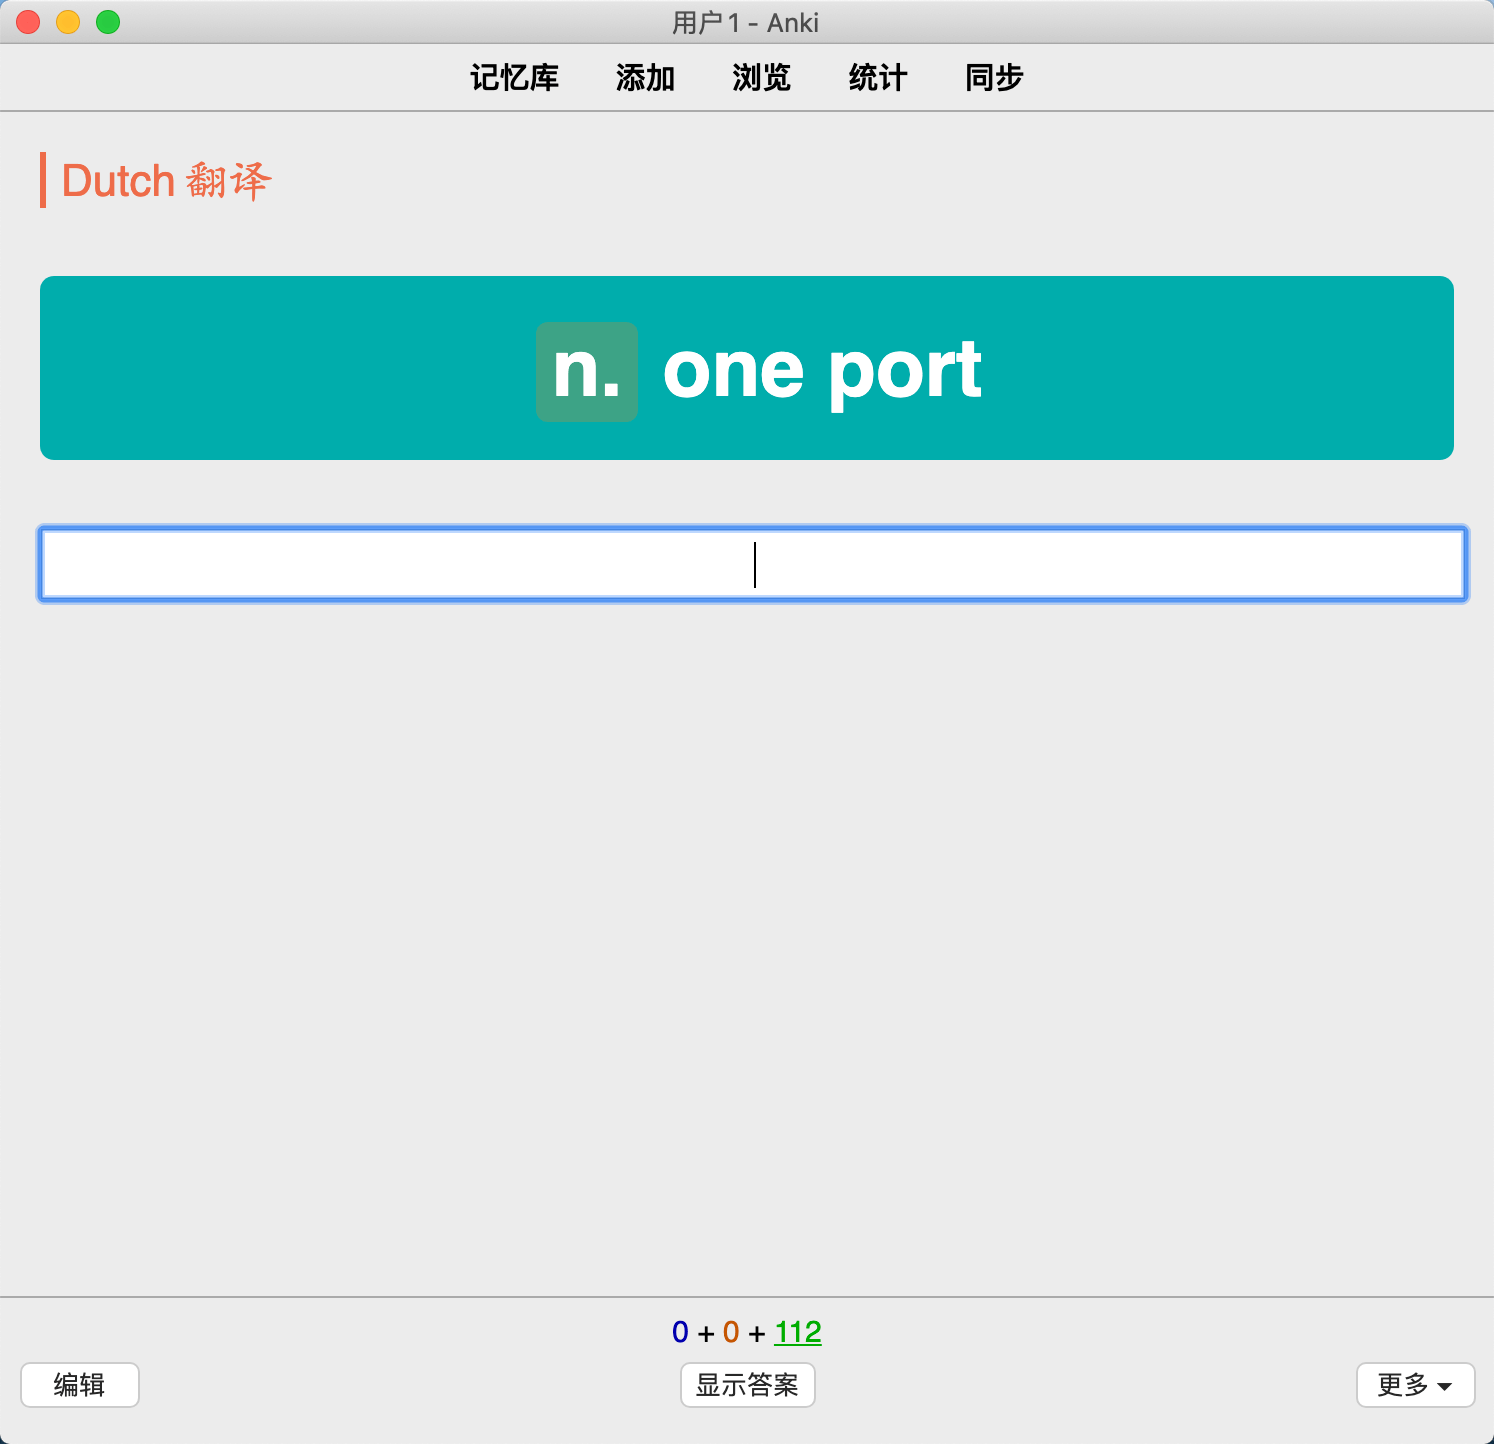 用户1 - Anki
记忆库 添加 浏览 统计 同步
Dutch 翻译
n. one port
0 + 0 + 112
编辑 显示答案 更多